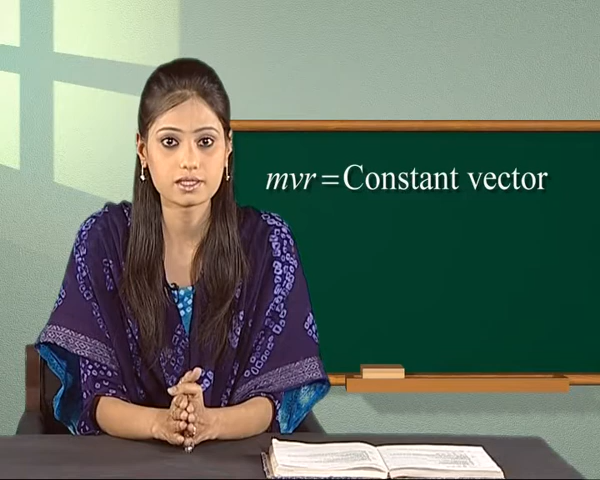 mvr = Constant vector